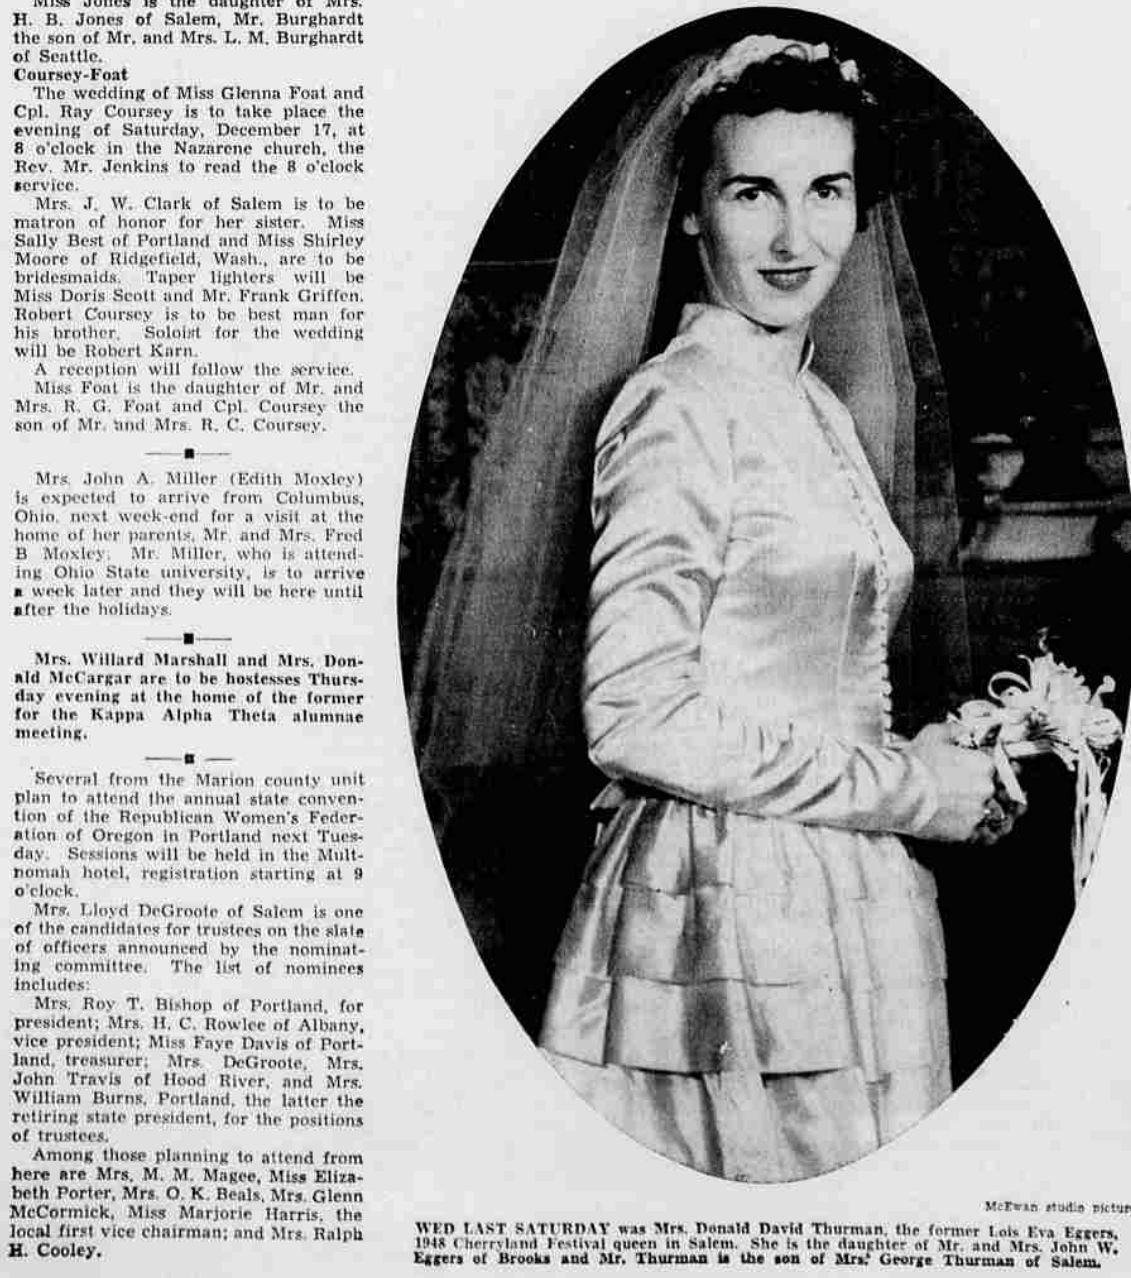 Miss Jones is the daughter of Mrs.
H. B. Jones of Salem, Mr. Burghardt
the son of Mr. and Mrs. L. M. Burghardt
of Seattle.
Coursey-Foat
The wedding of Miss Glenna Foat and
Cpl. Ray Coursey is to take place the
evening of Saturday, December 17, at
8 o'clock in the Nazarene church, the
Rev. Mr. Jenkins to read the 8 o'clock
service.
Mrs. J. W. Clark of Salem is to be
matron of honor for her sister. Miss
Sally Best of Portland and Miss Shirley
Moore of Ridgefield, Wash., are to be
bridesmaids. Taper lighters will be
Miss Doris Scott and Mr. Frank Griffen.
Robert Coursey is to be best man for
his brother. Soloist for the wedding
will be Robert Karn.
A reception will follow the service.
Miss Foat is the daughter of Mr. and
Mrs. R. G. Foat and Cpl. Coursey the
son of Mr. and Mrs. R. C. Coursey.
Mrs. John A. Miller (Edith Moxley)
is expected to arrive from Columbus,
Ohio, next week-end for a visit at the
home of her parents, Mr. and Mrs. Fred
B Moxley. Mr. Miller, who is attend-
ing Ohio State university, is to arrive
a week later and they will be here until
after the holidays.
Mrs. Willard Marshall and Mrs. Don-
ald McCargar are to be hostesses Thurs-
day evening at the home of the former
for the Kappa Alpha Theta alumnae
meeting.
Several from the Marion county unit
plan to attend the annual state conven-
tion of the Republican Women's Feder-
ation of Oregon in Portland next Tues-
day. Sessions will be held in the Mult-
nomah hotel, registration starting at 9
o'clock.
Mrs. Lloyd DeGroote of Salem is one
of the candidates for trustees on the slate
of officers announced by the nominat-
ing committee. The list of nominees
includes:
Mrs. Roy T. Bishop of Portland, for
president; Mrs. H. C. Rowlee of Albany,
vice president; Miss Faye Davis of Port-
land, treasurer; Mrs. DeGroote, Mrs.
John Travis of Hood River, and Mrs.
William Burns, Portland, the latter the
retiring state president, for the positions
of trustees.
Among those planning to attend from
here are Mrs. M. M. Magee, Miss Eliza-
beth Porter, Mrs. O. K. Beals, Mrs. Glenn
McCormick, Miss Marjorie Harris, the
local first vice chairman; and Mrs. Ralph
H. Cooley.
McEwan studio pictur
WED LAST SATURDAY was Mrs. Donald David Thurman, the former Lois Eva Eggers,
1948 Cherryland Festival queen in Salem. She is the daughter of Mr. and Mrs. John W.
Eggers of Brooks and Mr. Thurman is the son of Mrs. George Thurman of Salem.